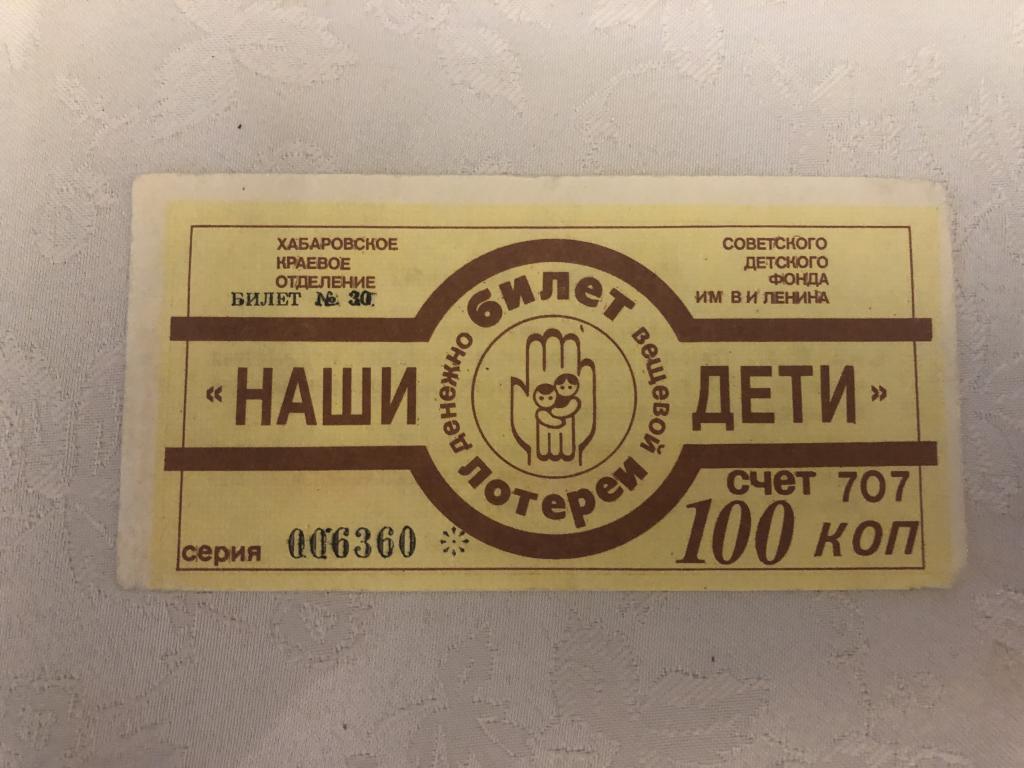 ХАБАРОВСКОЕ
КРАЕВОЕ
ОТДЕЛЕНИЕ
БИЛЕТ № 30
СОВЕТСКОГО
ДЕТСКОГО
ФОНДА
ИМ В И ЛЕНИНА
билет
денежно
вещевой
лотереи
« НАШИ ДЕТИ »
счет 707
100 коп
серия 006360